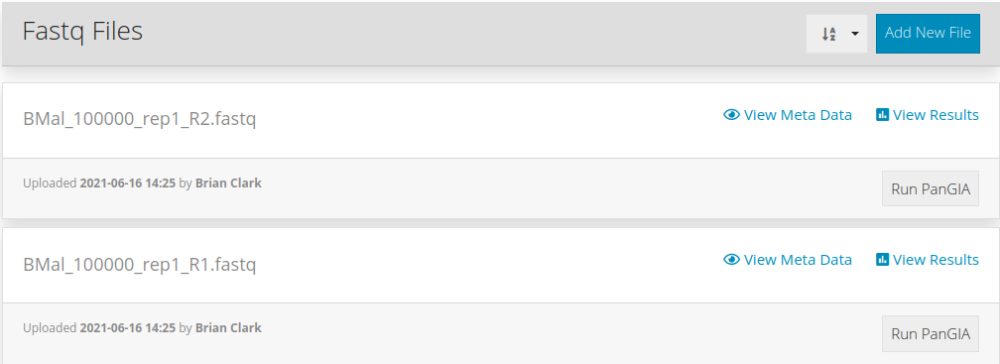 Fastq Files
Add New File
BMal_100000_rep1_R2.fastq
View Meta Data
View Results
Uploaded 2021-06-16 14:25 by Brian Clark
Run PanGIA
BMal_100000_rep1_R1.fastq
View Meta Data
View Results
Uploaded 2021-06-16 14:25 by Brian Clark
Run PanGIA